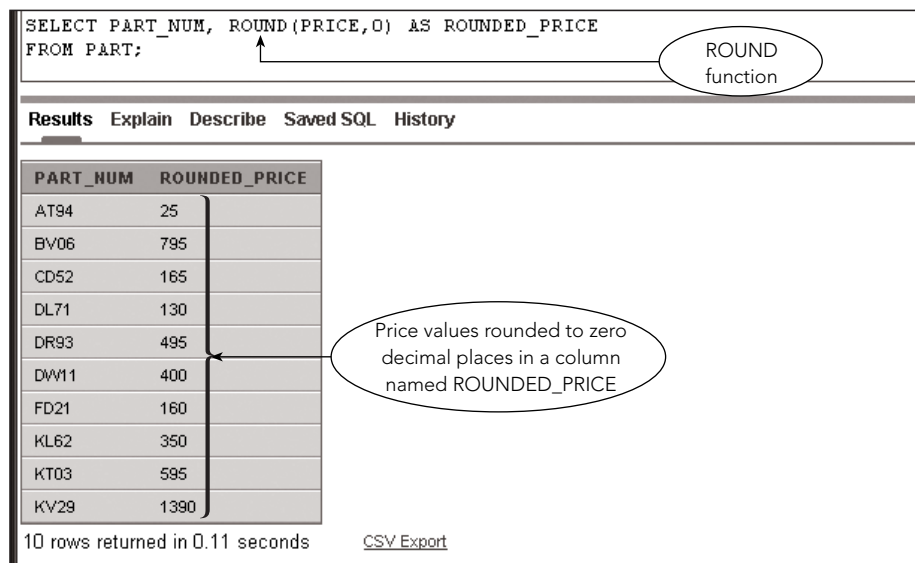 SELECT PART_NUM, ROUND(PRICE,0) AS ROUNDED_PRICE
FROM PART;
ROUND
function
Results Explain Describe Saved SQL History
PART_NUM ROUNDED_PRICE
AT94 25
BV06 795
CD52 165
DL71 130
DR93 495
DW11 400
FD21 160
KL62 350
KT03 595
KV29 1390
Price values rounded to zero
decimal places in a column
named ROUNDED_PRICE
10 rows returned in 0.11 seconds CSV Export